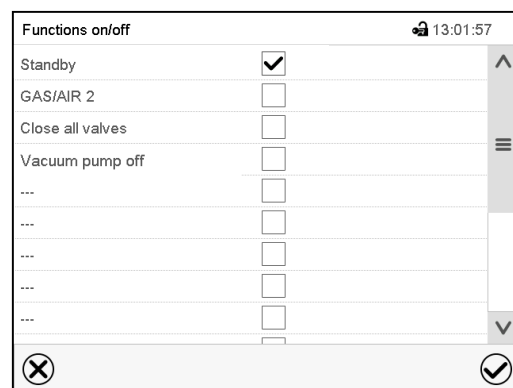 Functions on/off 13:01:57
Standby
GAS/AIR 2
Close all valves
Vacuum pump off
---
---
---
---
---